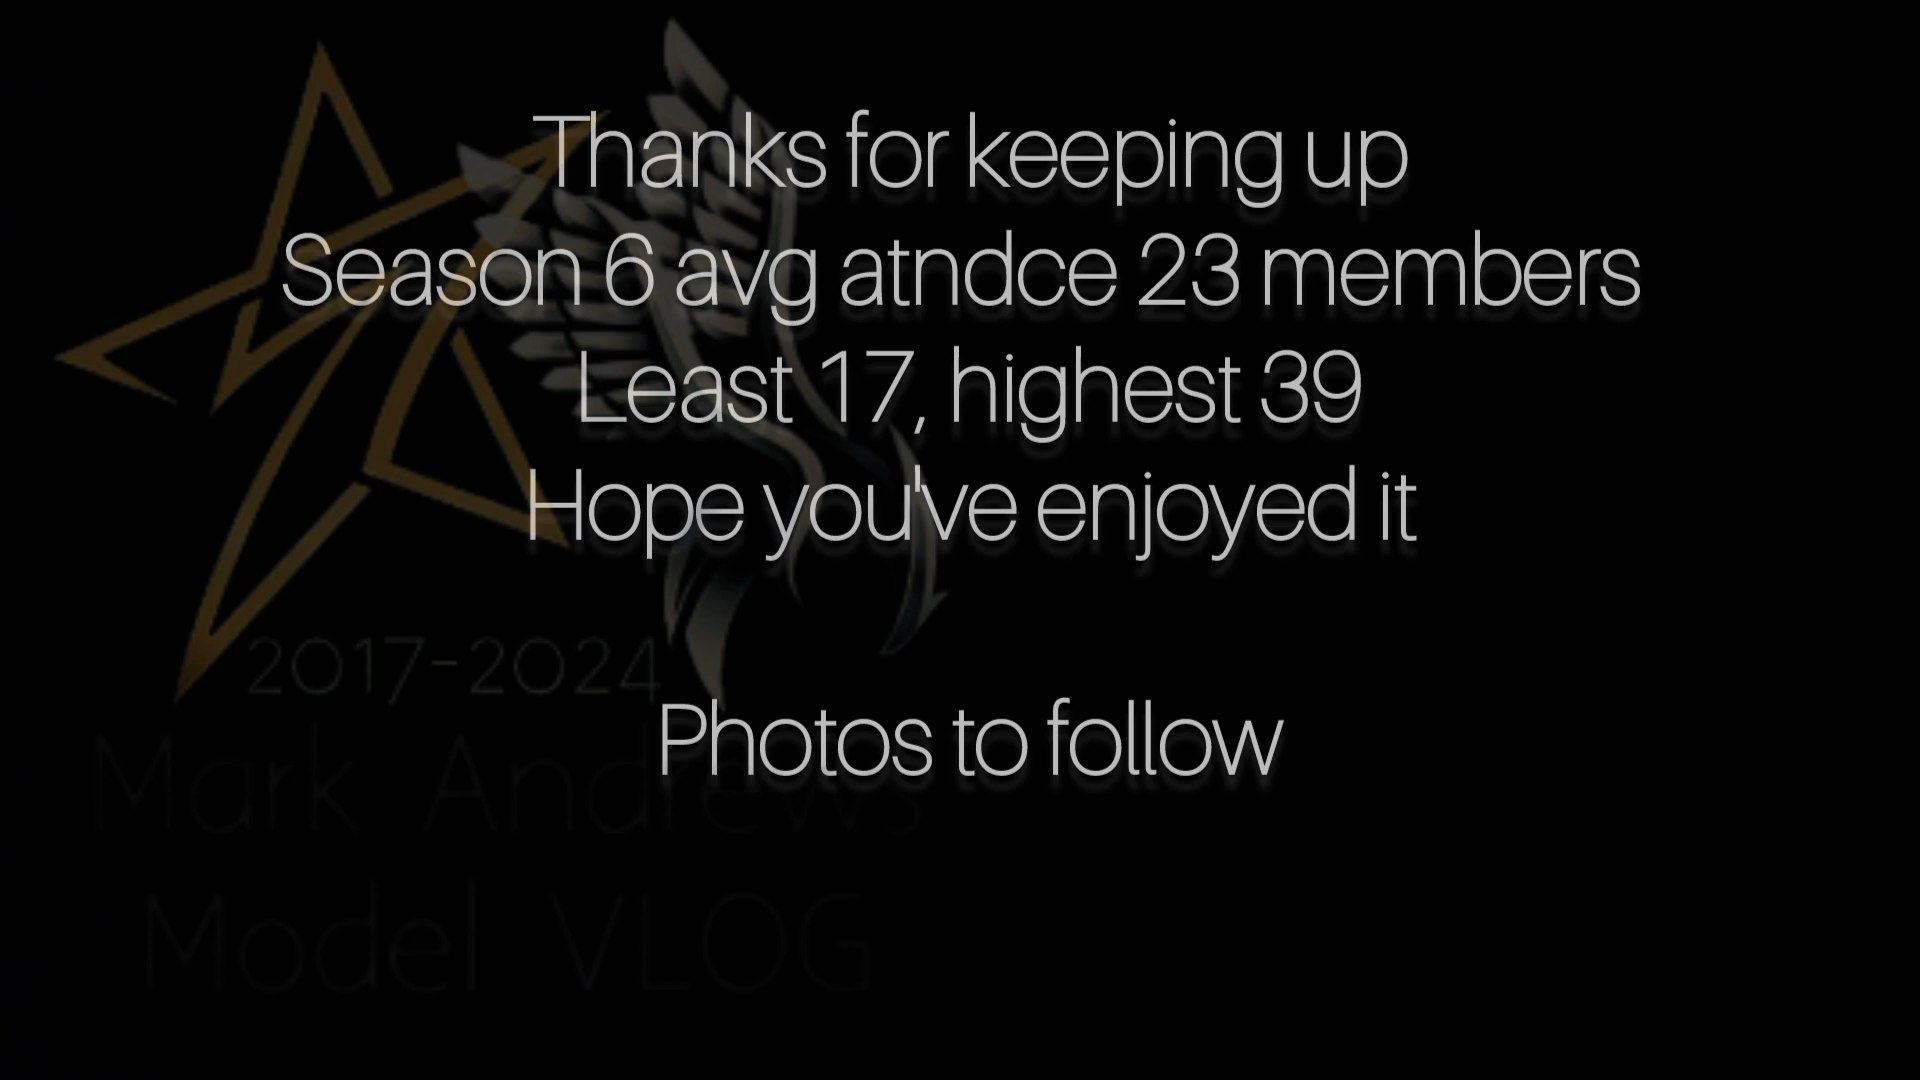 Thanks for keeping up
Season 6 avg atndce 23 members
Least 17, highest 39
Hope you've enjoyed it
2017-2024
Photos to follow
Mark Andrews
Model VLOG